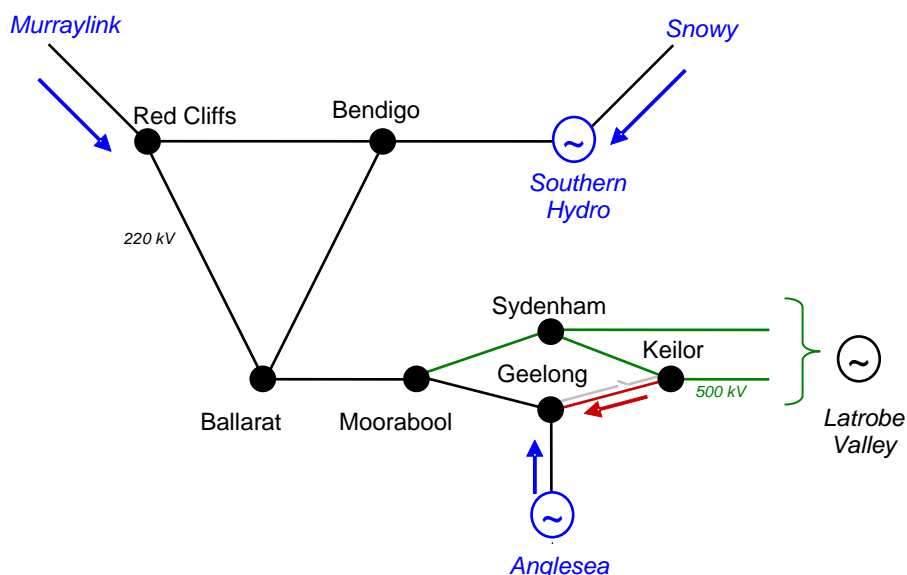 Murraylink
Snowy
Red Cliffs
Bendigo
~
Southern
Hydro
220 kV
Sydenham
Keilor
Geelong
~
500 kV
Ballarat
Moorabool
Latrobe
Valley
~
Anglesea